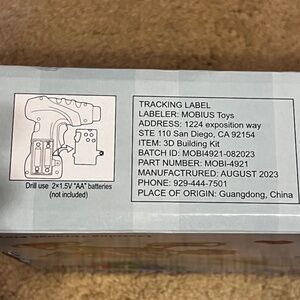 TRACKING LABEL
LABELER: MOBIUS Toys
ADDRESS: 1224 exposition way
STE 110 San Diego, CA 92154
ITEM: 3D Building Kit
BATCH ID: MOBI4921-082023
PART NUMBER: MOBI-4921
MANUFACTRURED: AUGUST 2023
PHONE: 929-444-7501
PLACE OF ORIGIN: Guangdong, China
Drill use 2×1.5V "AA" batteries
(not included)